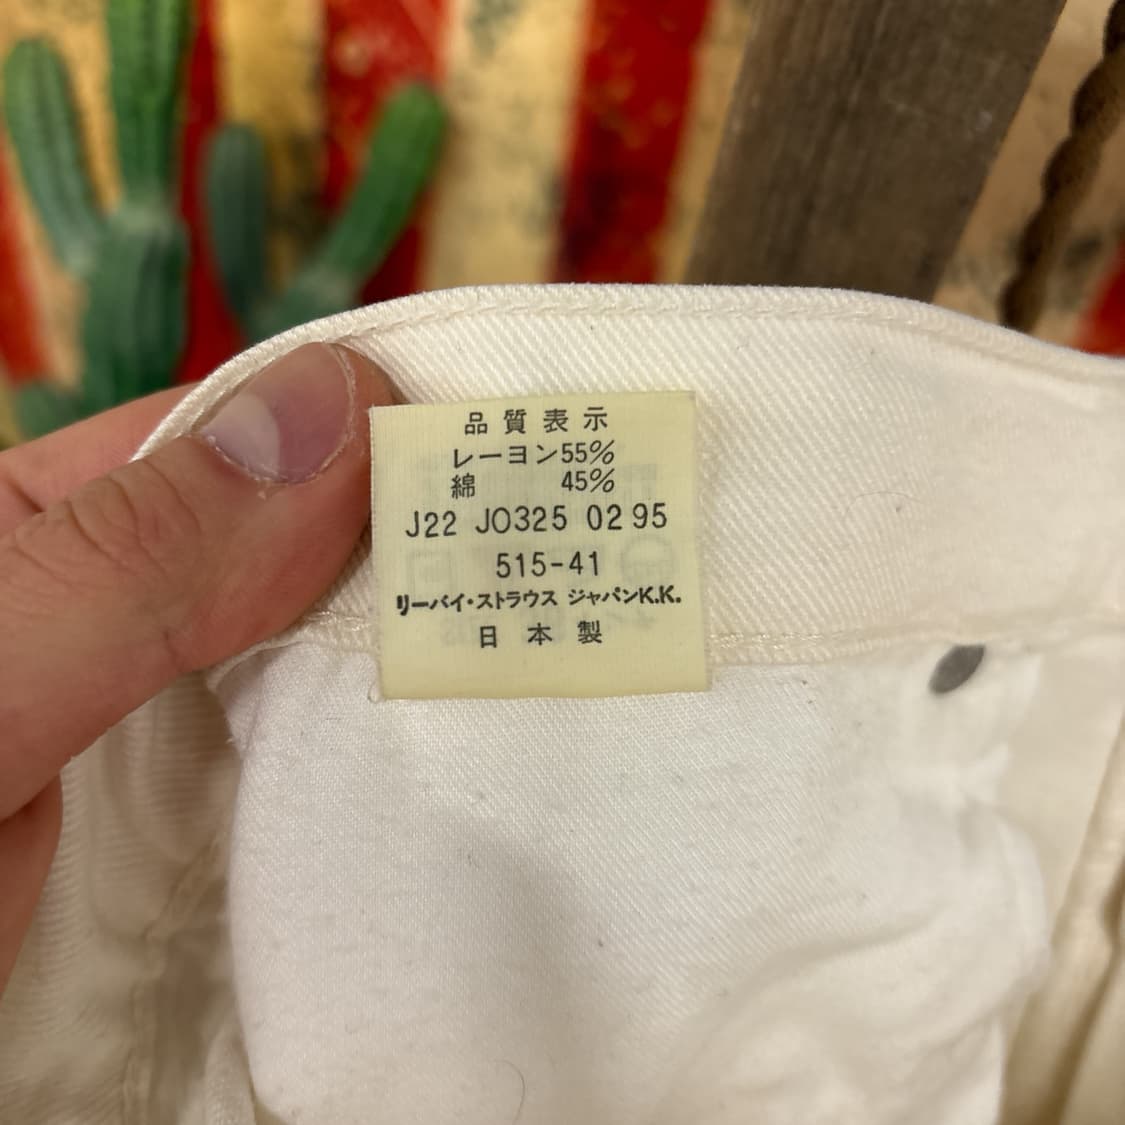 品質表示
レーヨン55%
綿 45%
J22 J0325 02 95
515-41
リーバイ・ストラウス ジャパンK.K.
日本製